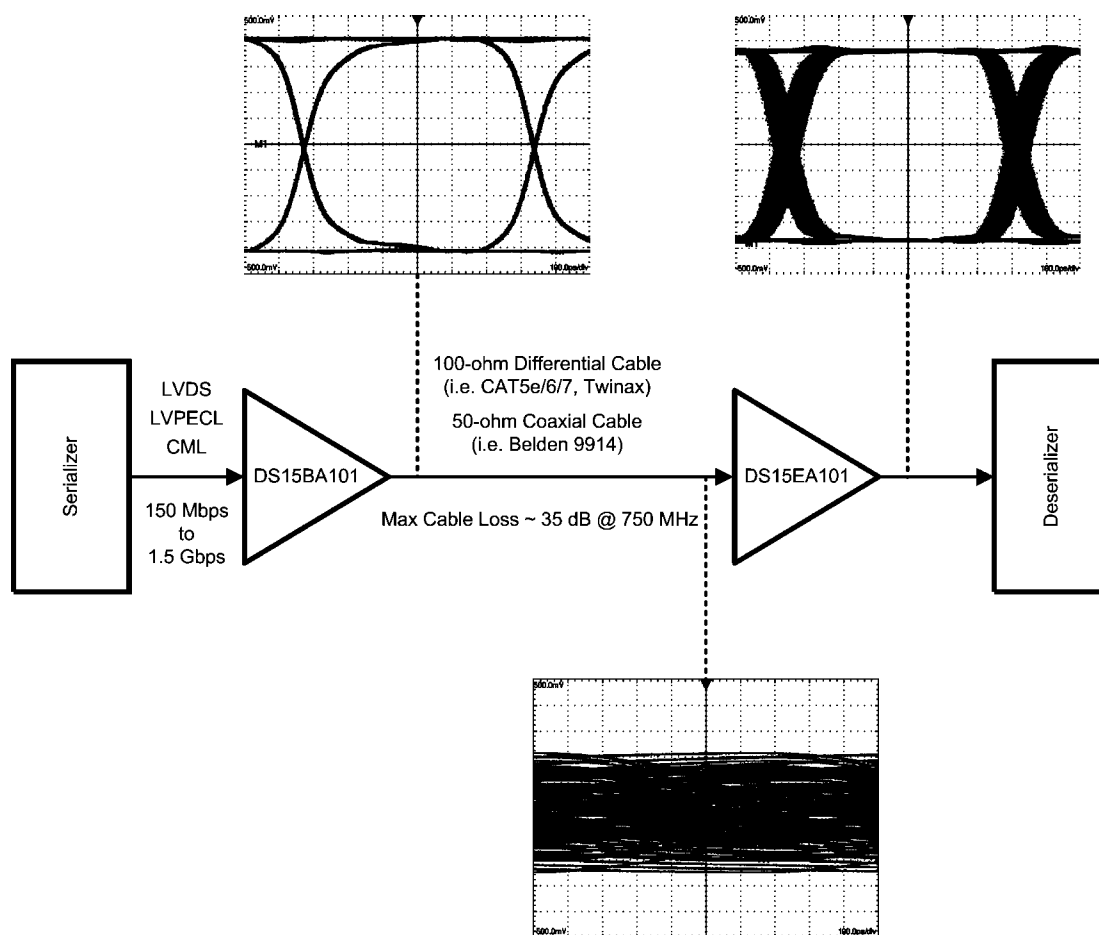 500.0mV
M1
-500.0mV
100.0ps/div
500.0mV
-500.0mV
100.0ps/div
Serializer
LVDS
LVPECL
CML
150 Mbps
to
1.5 Gbps
DS15BA101
100-ohm Differential Cable
(i.e. CAT5e/6/7, Twinax)
50-ohm Coaxial Cable
(i.e. Belden 9914)
Max Cable Loss ~ 35 dB @ 750 MHz
DS15EA101
Deserializer
500.0mV
-500.0mV
100.0ps/div